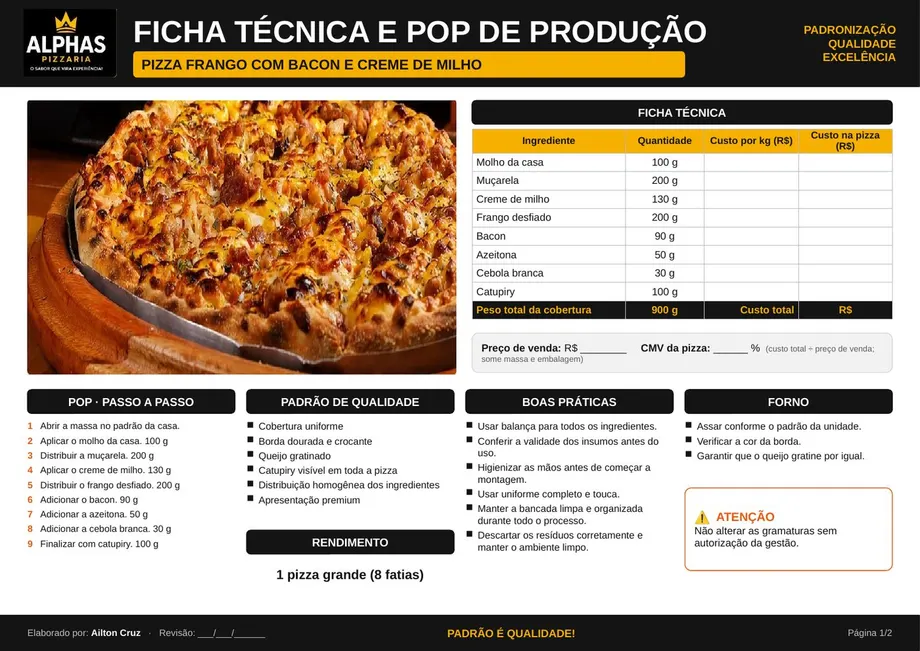 ALPHAS
PIZZARIA
O SABOR QUE VIRA EXPERIÊNCIA!
FICHA TÉCNICA E POP DE PRODUÇÃO
PIZZA FRANGO COM BACON E CREME DE MILHO
PADRONIZAÇÃO
QUALIDADE
EXCELÊNCIA
FICHA TÉCNICA
Ingrediente Quantidade Custo por kg (R$) Custo na pizza (R$)
Molho da casa 100 g
Muçarela 200 g
Creme de milho 130 g
Frango desfiado 200 g
Bacon 90 g
Azeitona 50 g
Cebola branca 30 g
Catupiry 100 g
Peso total da cobertura 900 g Custo total R$
Preço de venda: R$ ________ CMV da pizza: ______ % (custo total ÷ preço de venda;
some massa e embalagem)
POP · PASSO A PASSO
1 Abrir a massa no padrão da casa.
2 Aplicar o molho da casa. 100 g
3 Distribuir a muçarela. 200 g
4 Aplicar o creme de milho. 130 g
5 Distribuir o frango desfiado. 200 g
6 Adicionar o bacon. 90 g
7 Adicionar a azeitona. 50 g
8 Adicionar a cebola branca. 30 g
9 Finalizar com catupiry. 100 g
PADRÃO DE QUALIDADE
■ Cobertura uniforme
■ Borda dourada e crocante
■ Queijo gratinado
■ Catupiry visível em toda a pizza
■ Distribuição homogênea dos ingredientes
■ Apresentação premium
RENDIMENTO
1 pizza grande (8 fatias)
BOAS PRÁTICAS
■ Usar balança para todos os ingredientes.
■ Conferir a validade dos insumos antes do
uso.
■ Higienizar as mãos antes de começar a
montagem.
■ Usar uniforme completo e touca.
■ Manter a bancada limpa e organizada
durante todo o processo.
■ Descartar os resíduos corretamente e
manter o ambiente limpo.
FORNO
■ Assar conforme o padrão da unidade.
■ Verificar a cor da borda.
■ Garantir que o queijo gratine por igual.
⚠️ ATENÇÃO
Não alterar as gramaturas sem
autorização da gestão.
Elaborado por: Ailton Cruz · Revisão: ___/___/______
PADRÃO É QUALIDADE!
Página 1/2